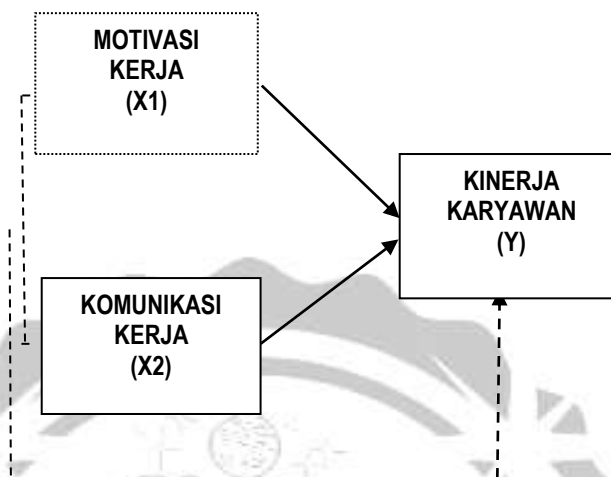 MOTIVASI
KERJA
(X1)
KINERJA
KARYAWAN
(Y)
KOMUNIKASI
KERJA
(X2)